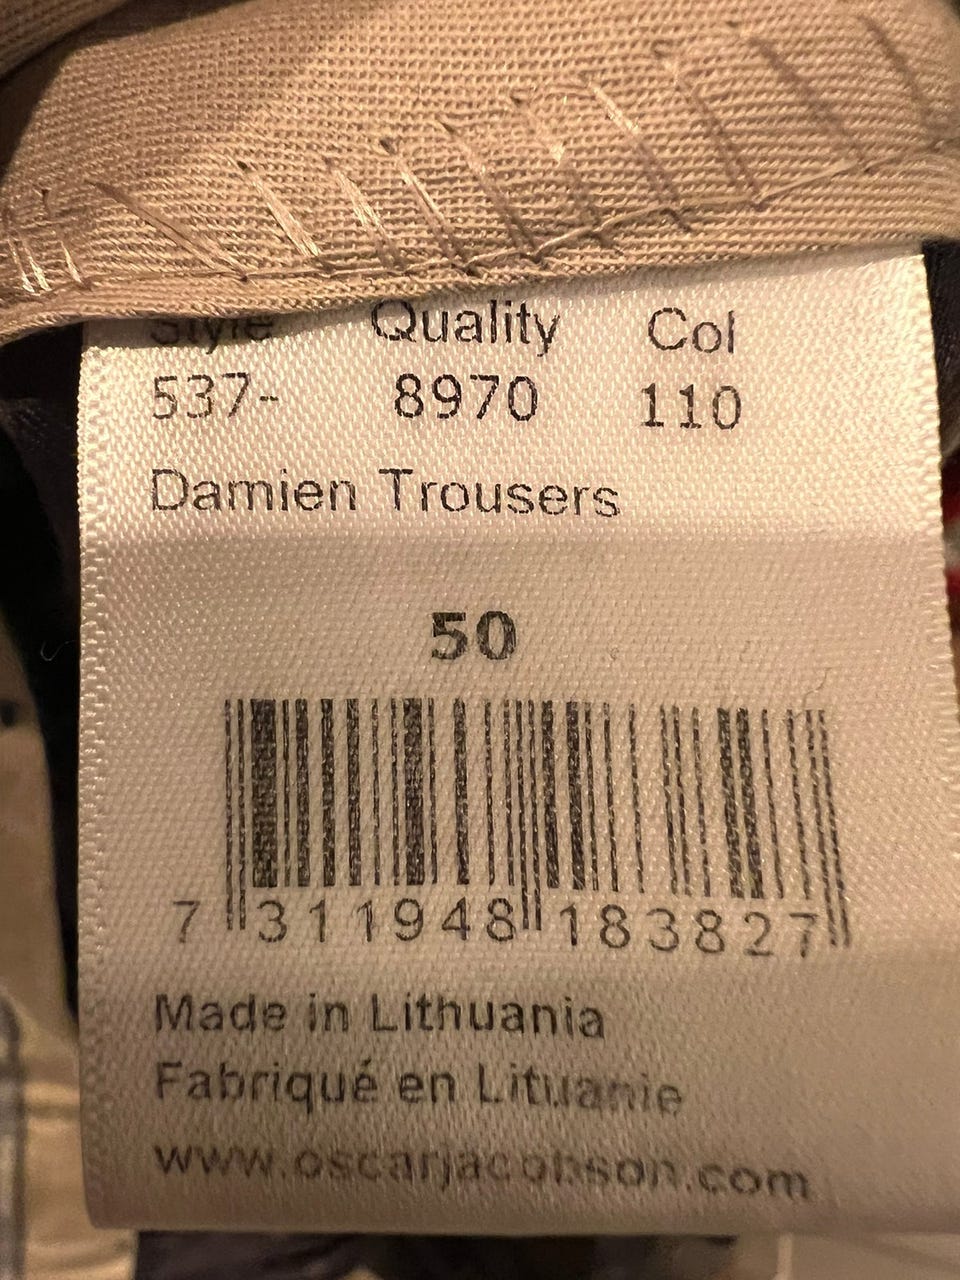 Style Quality Col
537- 8970 110
Damien Trousers
50
7 311948 183827
Made in Lithuania
Fabriqué en Lituanie
www.oscarjacobson.com